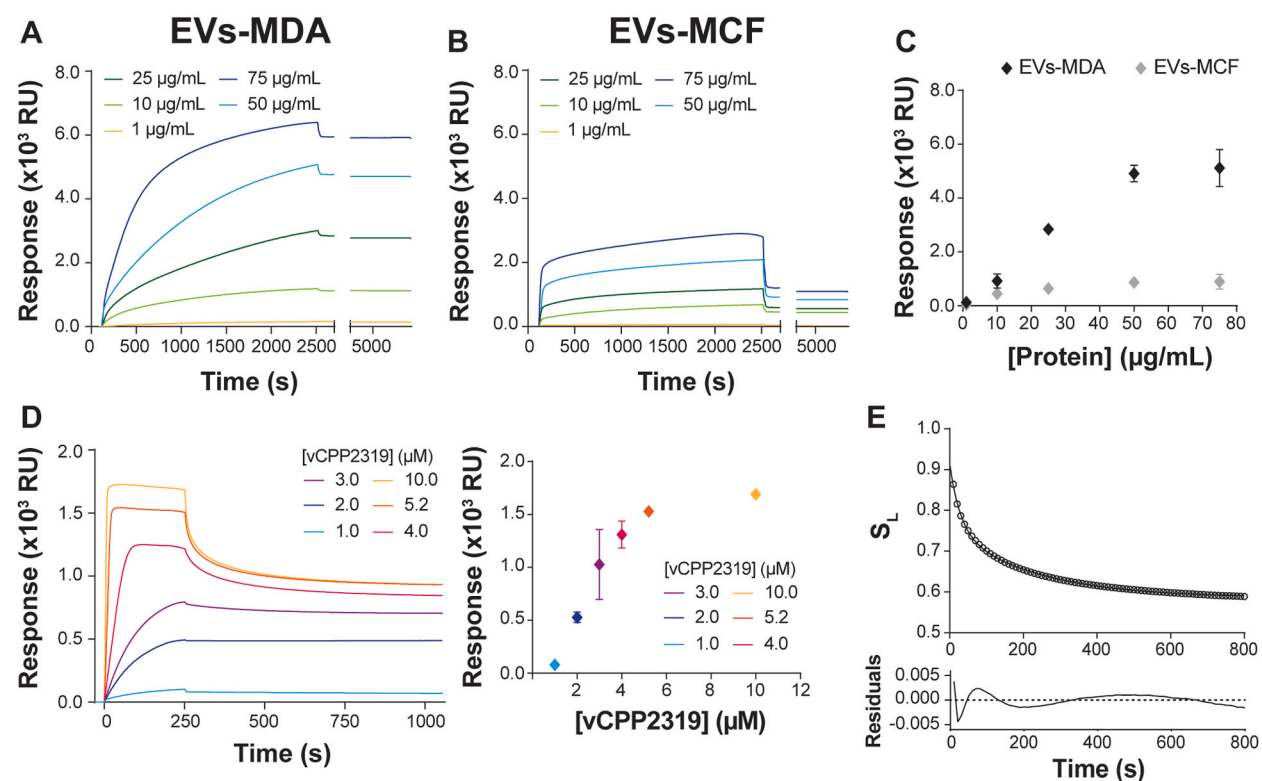 A
EVs-MDA
Response (x10³ RU)
8.0
6.0
4.0
2.0
0.0
25 µg/mL
75 µg/mL
10 µg/mL
50 µg/mL
1 µg/mL
0
500
1000
1500
2000
2500
5000
Time (s)
B
EVs-MCF
Response (x10³ RU)
8.0
6.0
4.0
2.0
0.0
25 µg/mL
75 µg/mL
10 µg/mL
50 µg/mL
1 µg/mL
0
500
1000
1500
2000
2500
5000
Time (s)
C
EVs-MDA
EVs-MCF
Response (x10³ RU)
8.0
6.0
4.0
2.0
0.0
0
10
20
30
40
50
60
70
80
[Protein] (µg/mL)
D
Response (x10³ RU)
2.0
1.5
1.0
0.5
0.0
[vCPP2319] (µM)
3.0
10.0
2.0
5.2
1.0
4.0
0
250
500
750
1000
Time (s)
Response (x10³ RU)
2.0
1.5
1.0
0.5
0.0
[vCPP2319] (µM)
3.0
10.0
2.0
5.2
1.0
4.0
2
4
6
8
10
12
[vCPP2319] (µM)
E
S_L
1.0
0.9
0.8
0.7
0.6
0.5
0
200
400
600
800
Residuals
0.005
0.000
-0.005
0
200
400
600
800
Time (s)